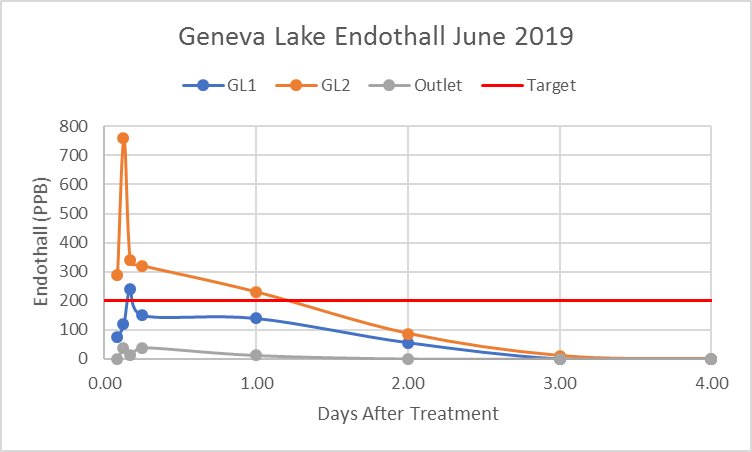 Geneva Lake Endothall June 2019
GL1 GL2 Outlet Target
Endothall (PPB)
800
700
600
500
400
300
200
100
0
0.00 1.00 2.00 3.00 4.00
Days After Treatment